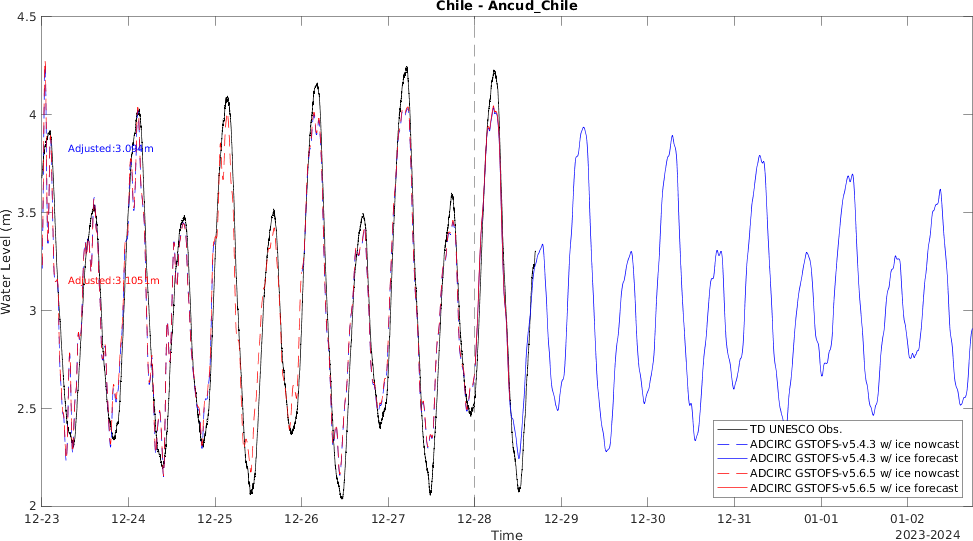 Chile - Ancud_Chile
4.5
4
3.5
3
2.5
2
Water Level (m)
Adjusted:3.094m
Adjusted:3.1051m
TD UNESCO Obs.
ADCIRC GSTOFS-v5.4.3 w/ ice nowcast
ADCIRC GSTOFS-v5.4.3 w/ ice forecast
ADCIRC GSTOFS-v5.6.5 w/ ice nowcast
ADCIRC GSTOFS-v5.6.5 w/ ice forecast
12-23 12-24 12-25 12-26 12-27 12-28 12-29 12-30 12-31 01-01 01-02
Time
2023-2024